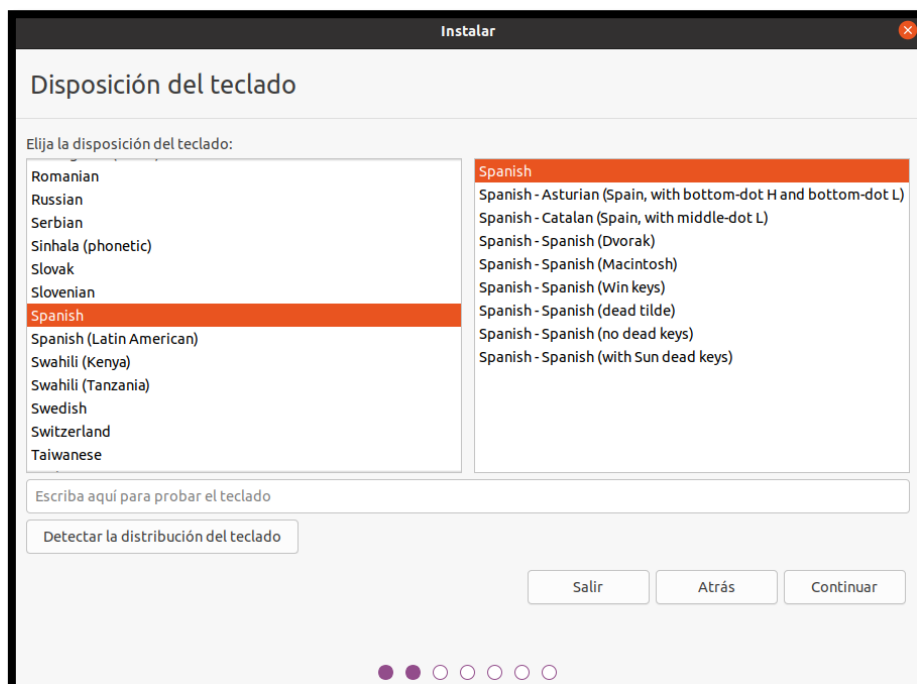 Instalar
Disposición del teclado
Elija la disposición del teclado:
Romanian
Russian
Serbian
Sinhala (phonetic)
Slovak
Slovenian
Spanish
Spanish (Latin American)
Swahili (Kenya)
Swahili (Tanzania)
Swedish
Switzerland
Taiwanese
Spanish
Spanish - Asturian (Spain, with bottom-dot H and bottom-dot L)
Spanish - Catalan (Spain, with middle-dot L)
Spanish - Spanish (Dvorak)
Spanish - Spanish (Macintosh)
Spanish - Spanish (Win keys)
Spanish - Spanish (dead tilde)
Spanish - Spanish (no dead keys)
Spanish - Spanish (with Sun dead keys)
Escriba aquí para probar el teclado
Detectar la distribución del teclado
Salir
Atrás
Continuar